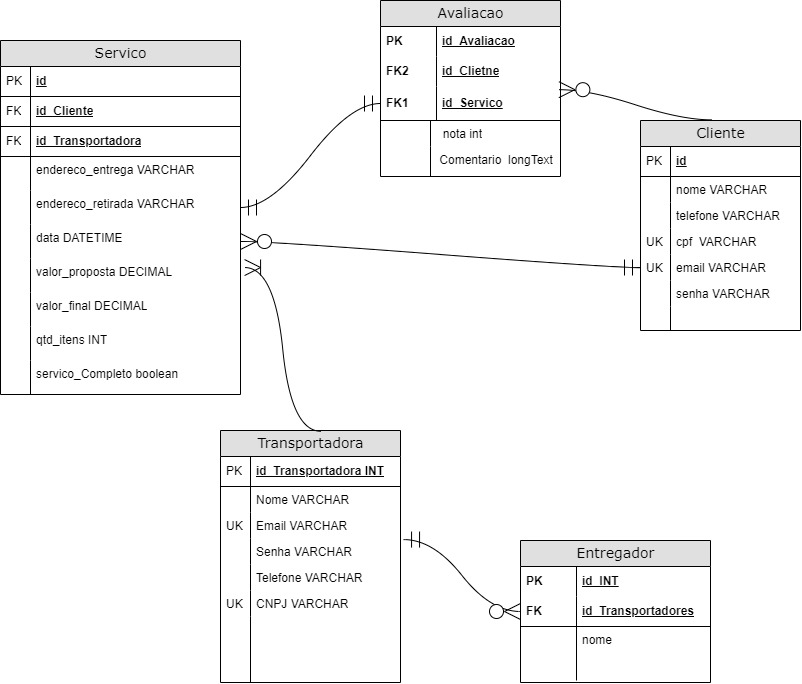 Avaliacao
PK id_Avaliacao
FK2 id_Clietne
FK1 id_Servico
nota int
Comentario longText
Servico
PK id
FK id_Cliente
FK id_Transportadora
endereco_entrega VARCHAR
endereco_retirada VARCHAR
data DATETIME
valor_proposta DECIMAL
valor_final DECIMAL
qtd_itens INT
servico_Completo boolean
Cliente
PK id
nome VARCHAR
telefone VARCHAR
UK cpf VARCHAR
UK email VARCHAR
senha VARCHAR
Transportadora
PK id_Transportadora INT
Nome VARCHAR
UK Email VARCHAR
Senha VARCHAR
Telefone VARCHAR
UK CNPJ VARCHAR
Entregador
PK id_INT
FK id_Transportadores
nome